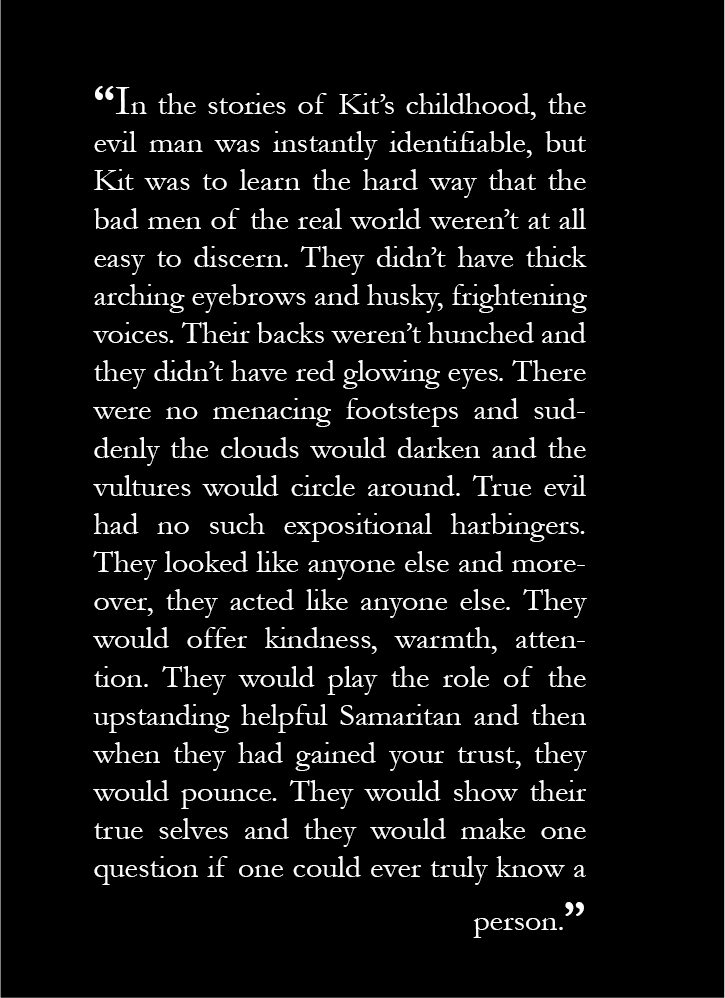 “In the stories of Kit’s childhood, the
evil man was instantly identifiable, but
Kit was to learn the hard way that the
bad men of the real world weren’t at all
easy to discern. They didn’t have thick
arching eyebrows and husky, frightening
voices. Their backs weren’t hunched and
they didn’t have red glowing eyes. There
were no menacing footsteps and sud-
denly the clouds would darken and the
vultures would circle around. True evil
had no such expositional harbingers.
They looked like anyone else and more-
over, they acted like anyone else. They
would offer kindness, warmth, atten-
tion. They would play the role of the
upstanding helpful Samaritan and then
when they had gained your trust, they
would pounce. They would show their
true selves and they would make one
question if one could ever truly know a
person.”